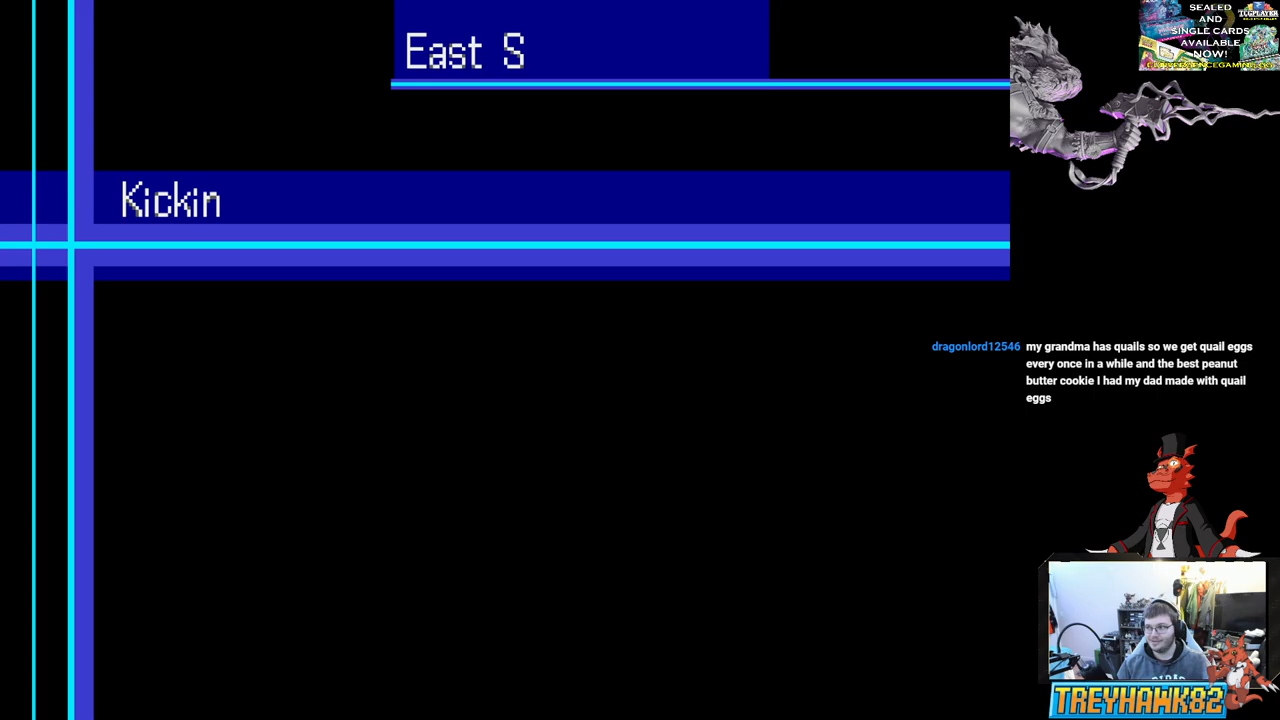 East S
Kickin
SEALED
AND
SINGLE CARDS
AVAILABLE
NOW!
TCGPLAYER
dragonlord12546 my grandma has quails so we get quail eggs
every once in a while and the best peanut
butter cookie I had my dad made with quail
eggs
TREYHAWK82